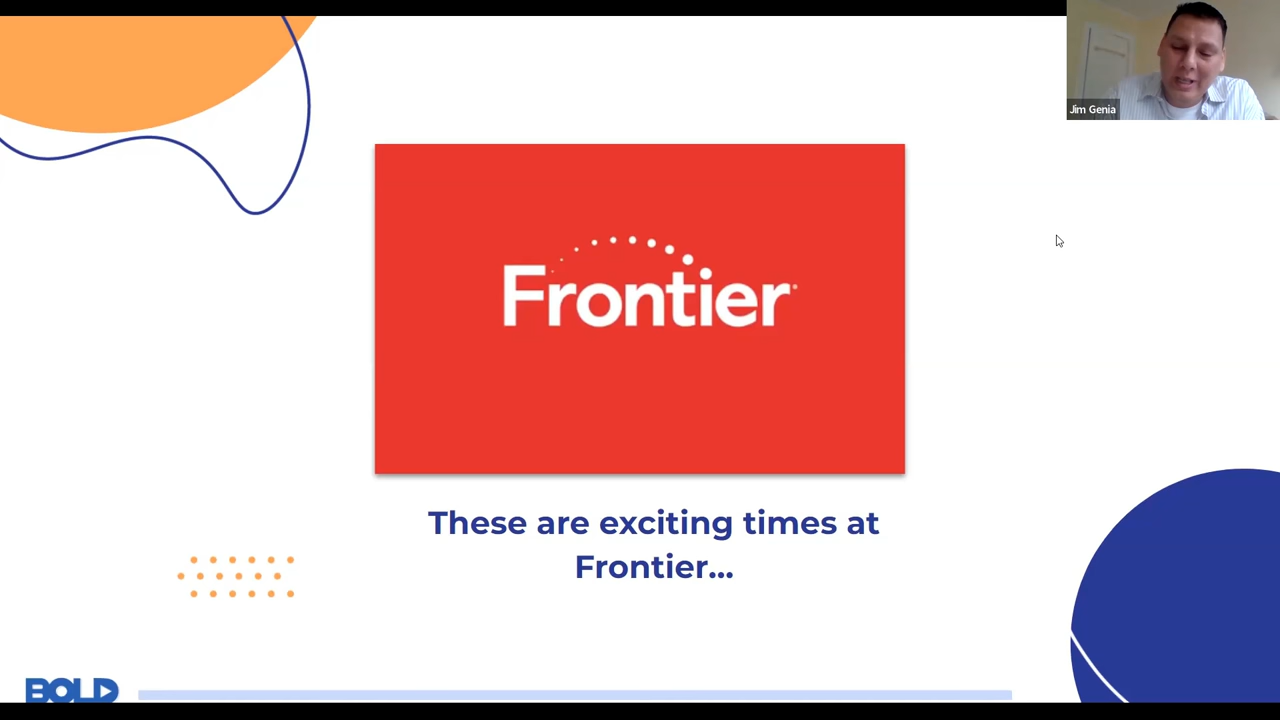 Jim Genia
Frontier
These are exciting times at
Frontier...
BOLD